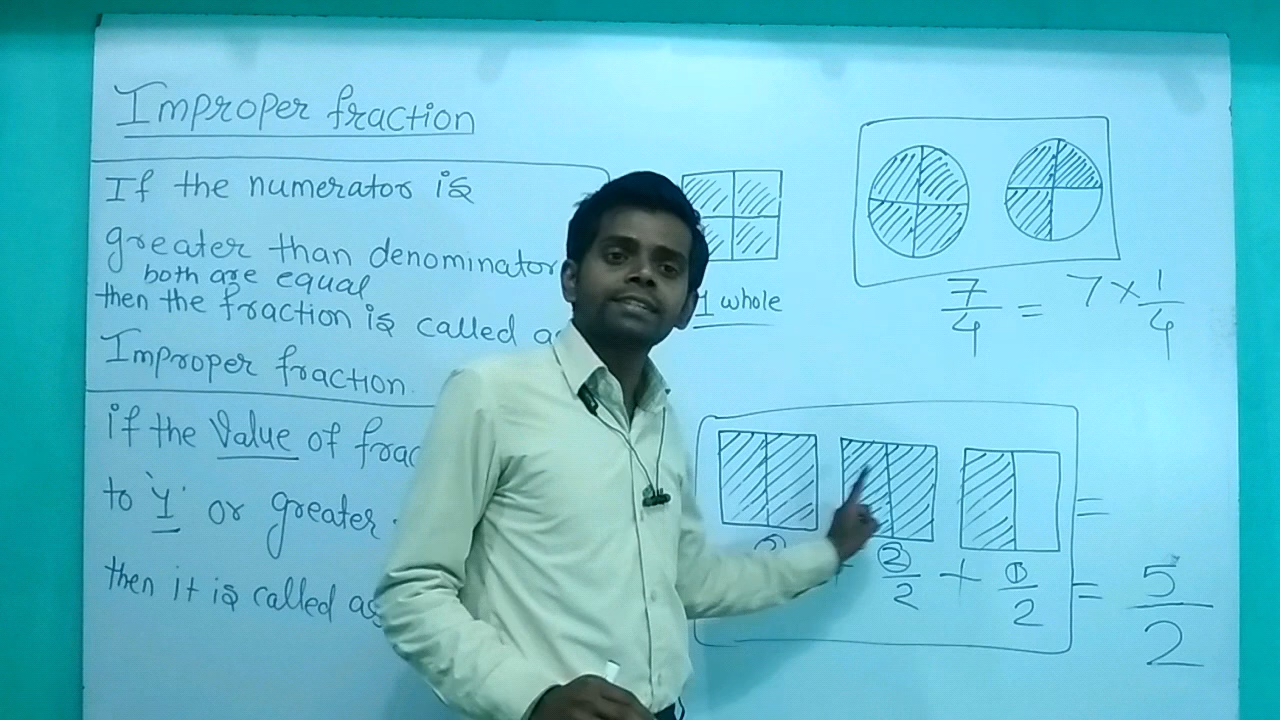 Improper fraction
If the numerator is
greater than denominator
both are equal
then the fraction is called
Improper fraction.
if the Value of
to '1' or greater
then it is called as
1 whole
7/4 = 7 × 1/4
=
+ 2/2 + 1/2 = 5/2